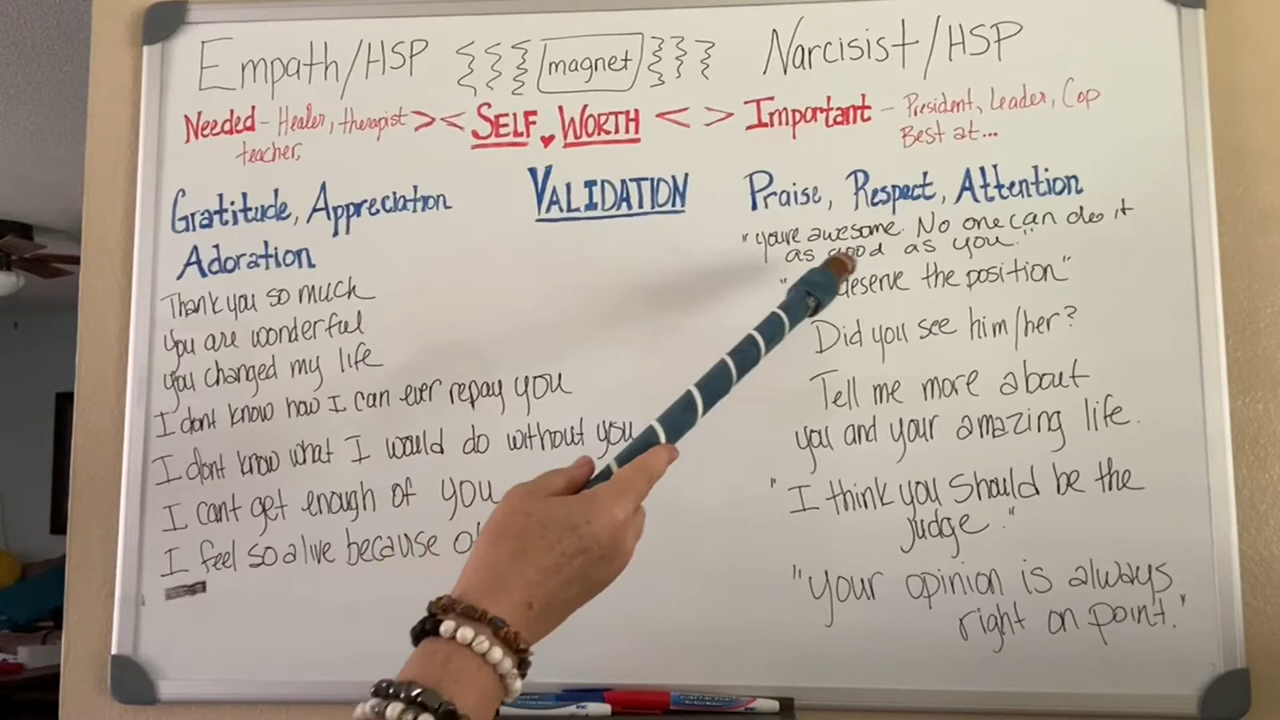 Empath/HSP {{{ magnet }}} Narcisist/HSP
Needed - Healer, therapist >< SELF ♥ WORTH <> Important - President, Leader, Cop
teacher,
Best at...
Gratitude, Appreciation
Adoration
Thank you so much
You are wonderful
you changed my life
I dont know how I can ever repay you
I dont know what I would do without you
I cant get enough of you
I feel so alive because
VALIDATION
Praise, Respect, Attention
"you're awesome. No one can do it
as good as you."
" deserve the position"
Did you see him/her?
Tell me more about
you and your amazing life.
"I think you should be the
judge."
"Your opinion is always
right on point."